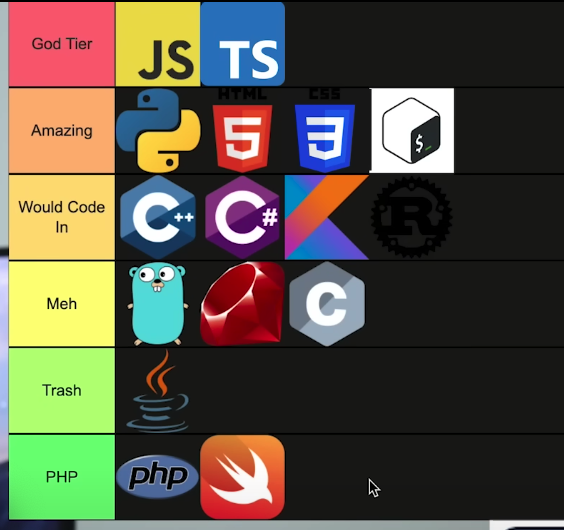 God Tier
JS
TS
Amazing
HTML
5
CSS
3
$_
Would Code
In
C++
C#
R
Meh
C
Trash
PHP
php